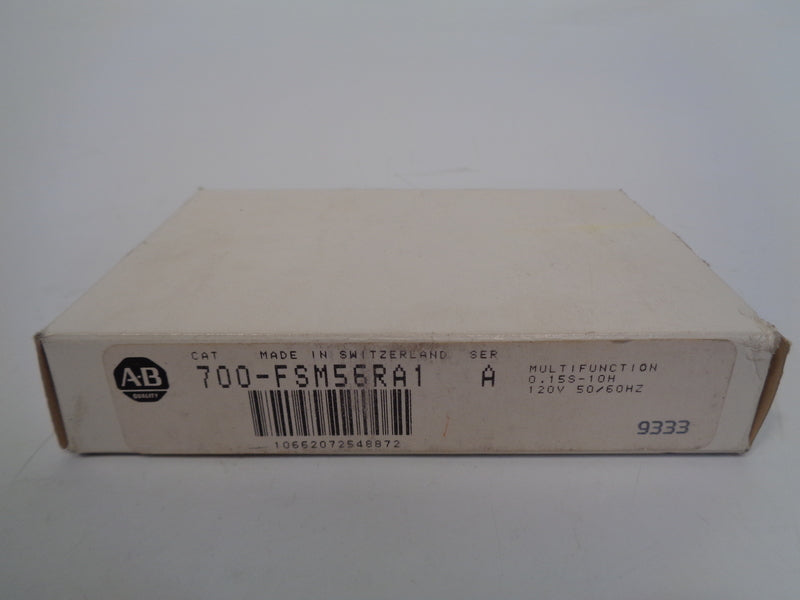 A-B
QUALITY
CAT MADE IN SWITZERLAND SER
700-FSM56RA1 A
10662072548872
MULTIFUNCTION
0.15S-10H
120V 50/60HZ
9333